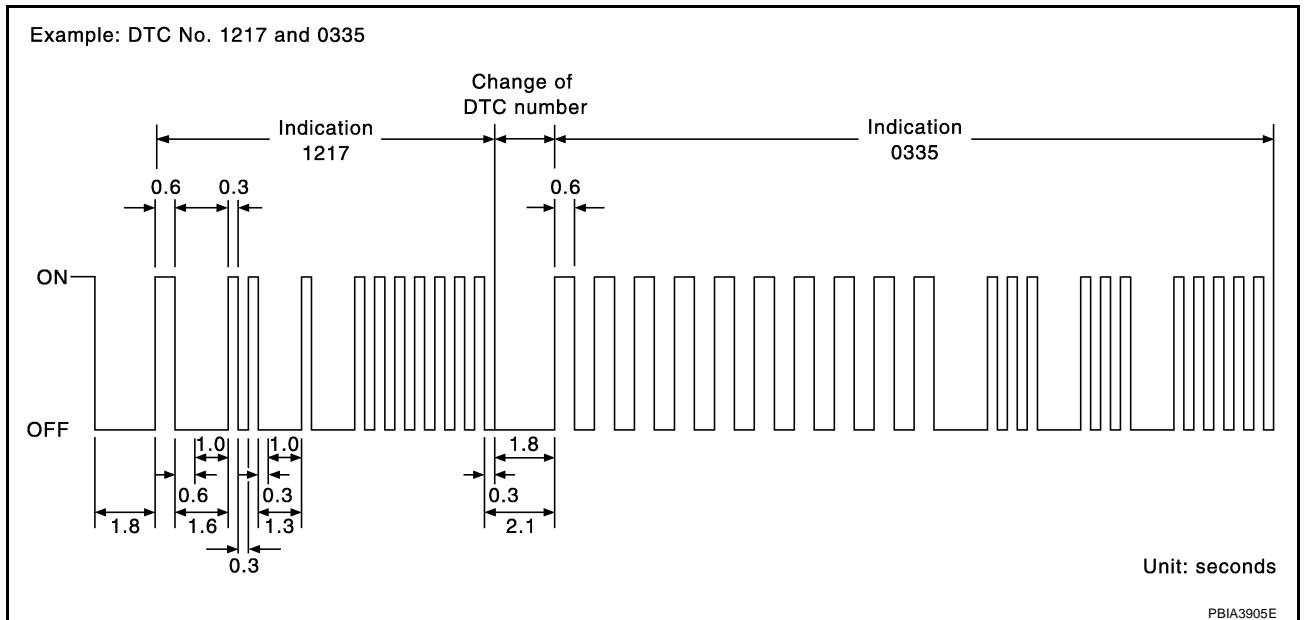 Example: DTC No. 1217 and 0335
Change of
DTC number
Indication
1217
Indication
0335
0.6
0.3
0.6
ON
OFF
1.0
1.0
1.8
0.6
0.3
0.3
1.8
1.6
1.3
2.1
0.3
Unit: seconds
PBIA3905E